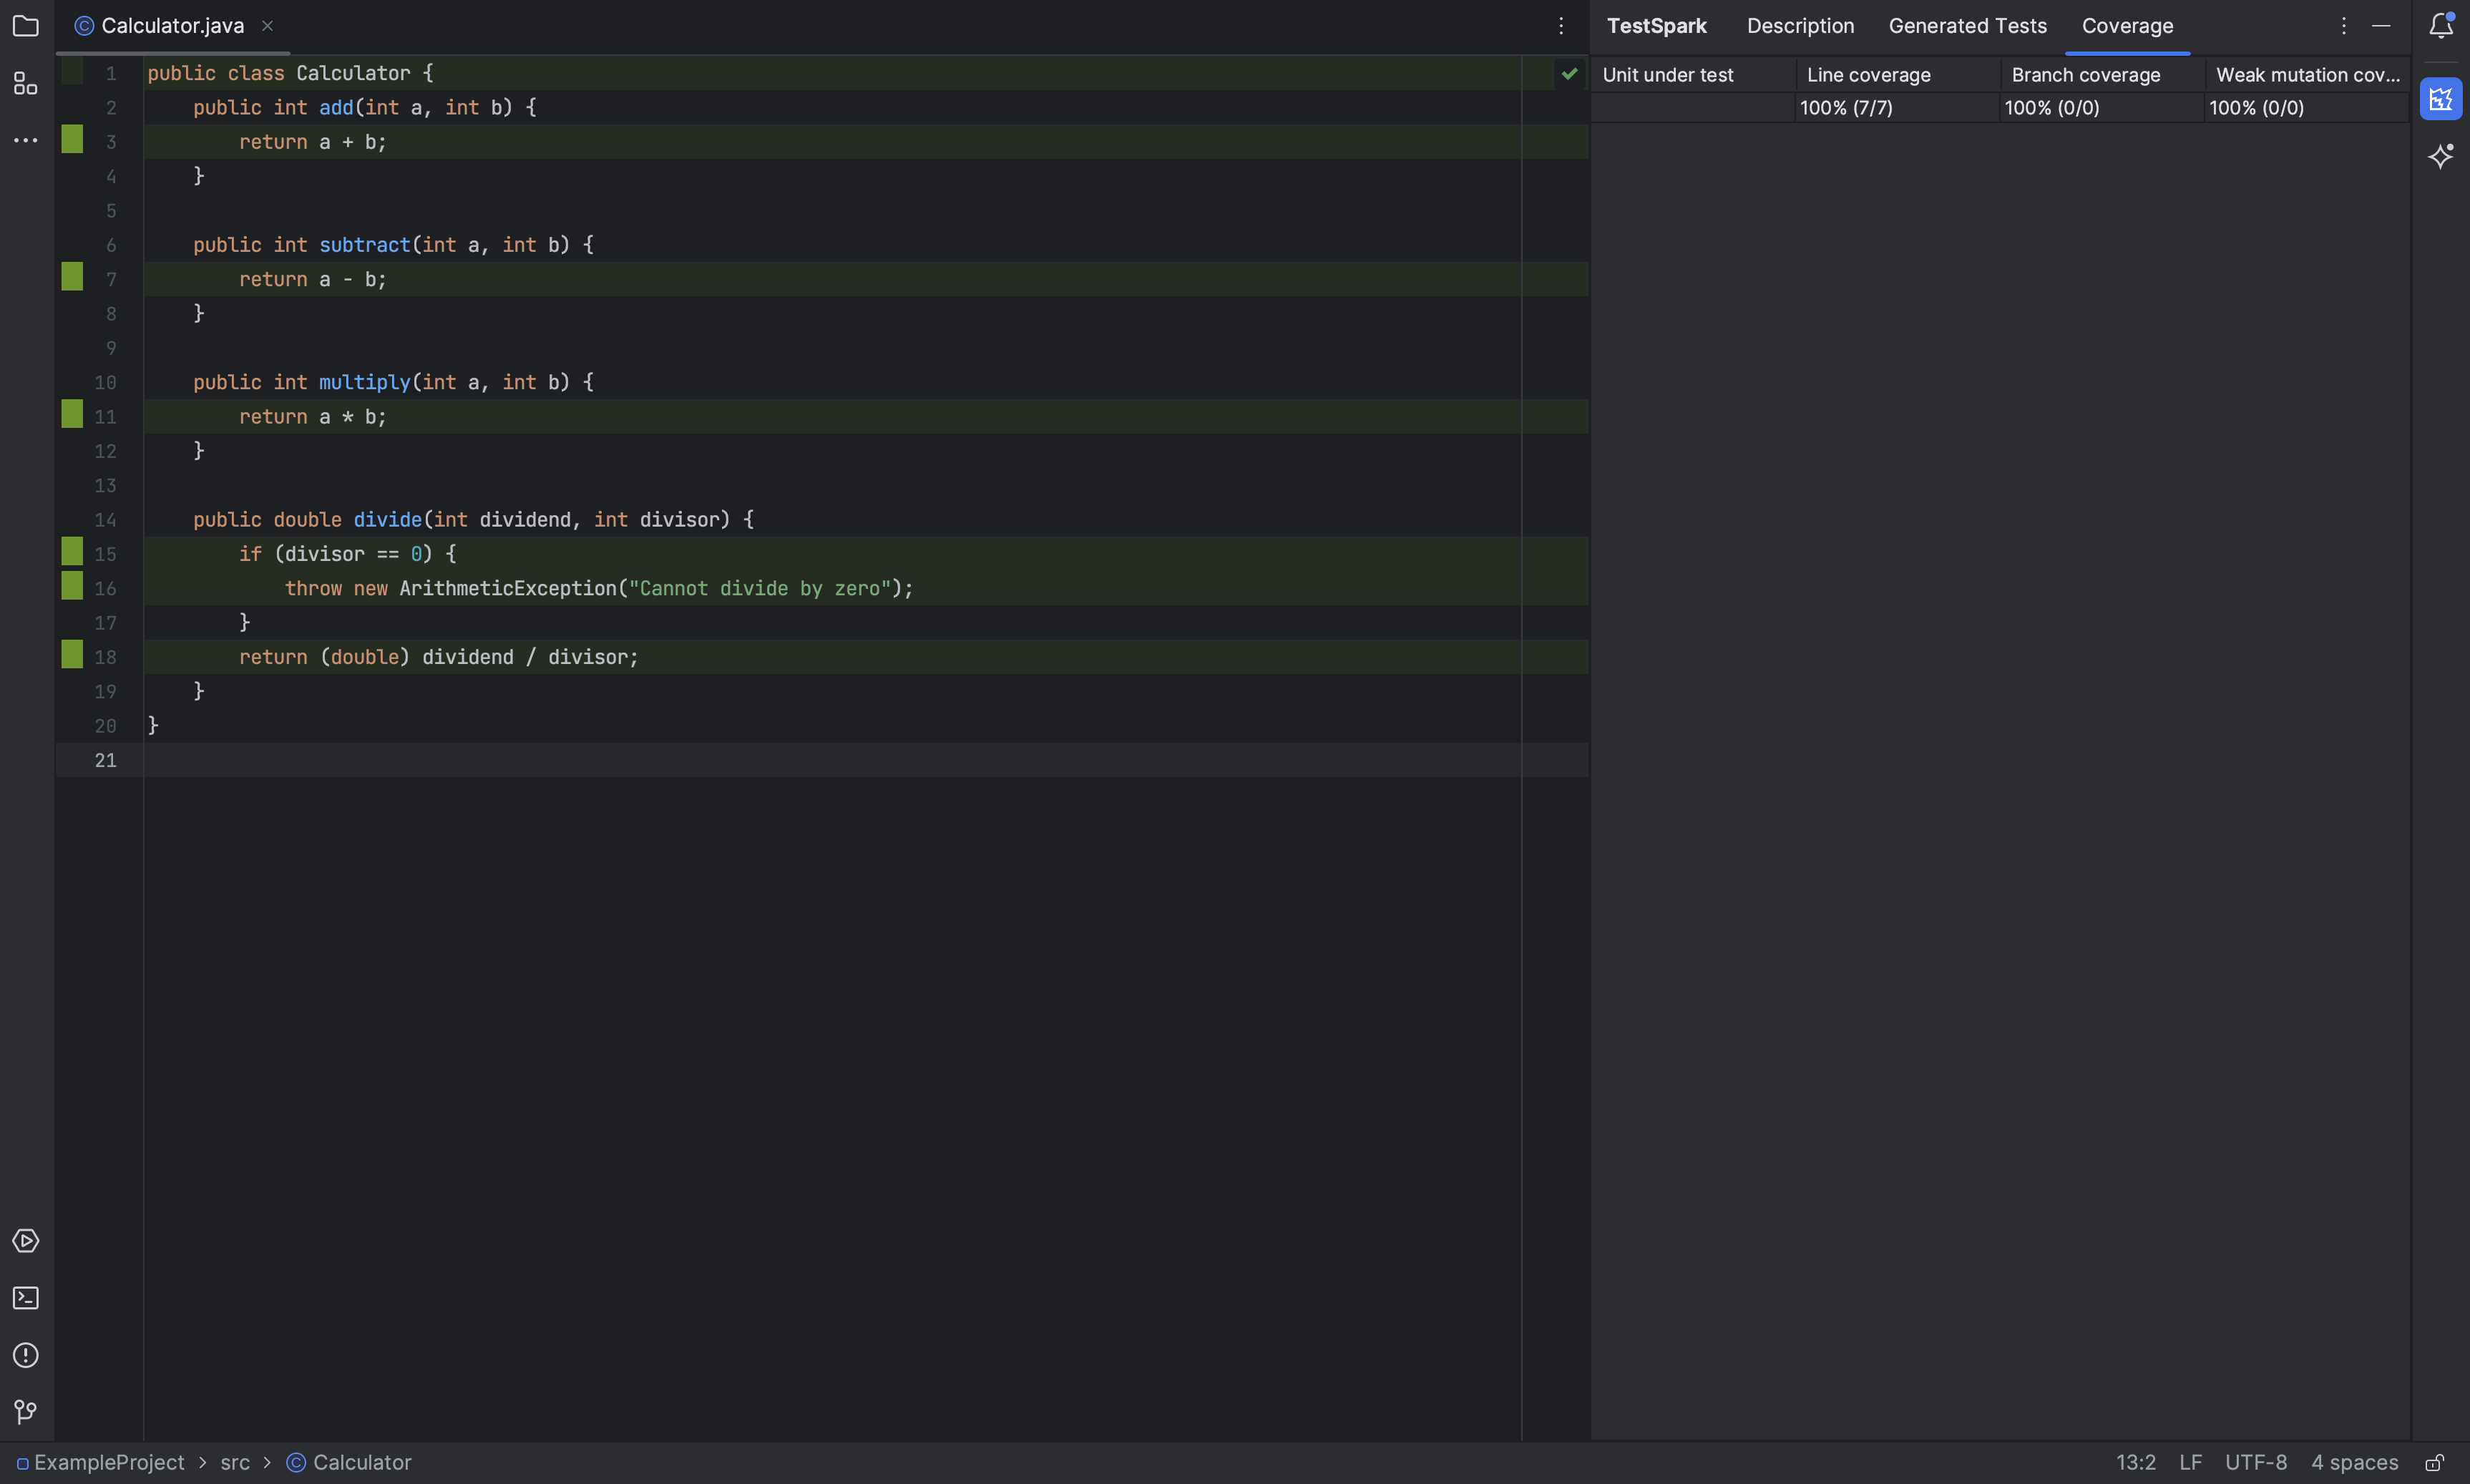 Calculator.java
1 public class Calculator {
2     public int add(int a, int b) {
3         return a + b;
4     }
5
6     public int subtract(int a, int b) {
7         return a - b;
8     }
9
10     public int multiply(int a, int b) {
11         return a * b;
12     }
13
14     public double divide(int dividend, int divisor) {
15         if (divisor == 0) {
16             throw new ArithmeticException("Cannot divide by zero");
17         }
18         return (double) dividend / divisor;
19     }
20 }
21
TestSpark Description Generated Tests Coverage
Unit under test Line coverage Branch coverage Weak mutation cov...
100% (7/7) 100% (0/0) 100% (0/0)
ExampleProject > src > Calculator
13:2 LF UTF-8 4 spaces